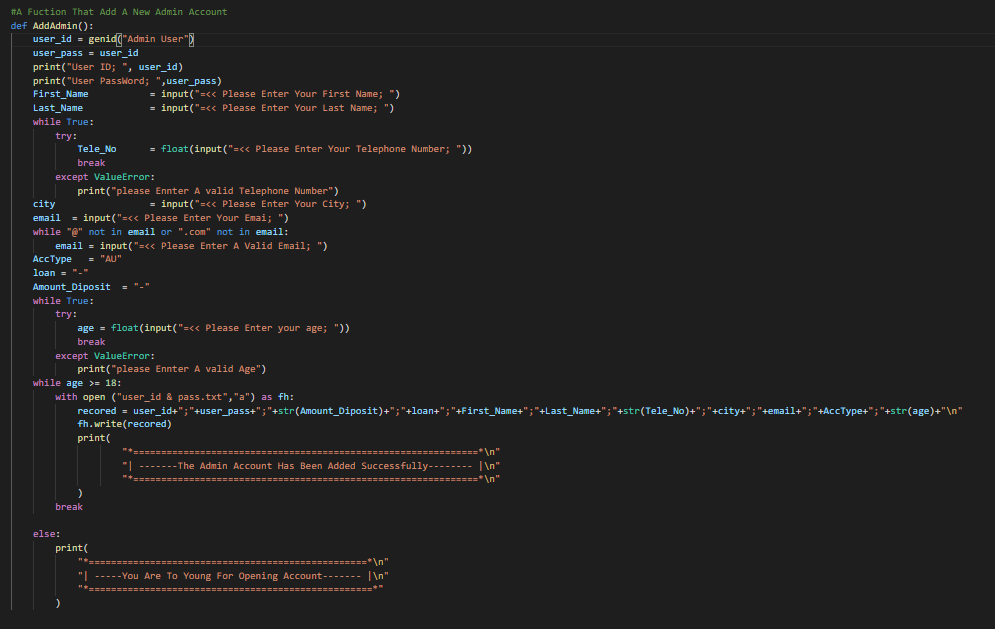 #A Fuction That Add A New Admin Account
def AddAdmin():
    user_id = genid("Admin User")
    user_pass = user_id
    print("User ID; ", user_id)
    print("User PassWord; ",user_pass)
    First_Name           = input("=<< Please Enter Your First Name; ")
    Last_Name            = input("=<< Please Enter Your Last Name; ")
    while True:
        try:
            Tele_No      = float(input("=<< Please Enter Your Telephone Number; "))
            break
        except ValueError:
            print("please Ennter A valid Telephone Number")
    city                 = input("=<< Please Enter Your City; ")
    email  = input("=<< Please Enter Your Emai; ")
    while "@" not in email or ".com" not in email:
        email = input("=<< Please Enter A Valid Email; ")
    AccType   = "AU"
    loan = "-"
    Amount_Diposit  = "-"
    while True:
        try:
            age = float(input("=<< Please Enter your age; "))
            break
        except ValueError:
            print("please Ennter A valid Age")
    while age >= 18:
        with open ("user_id & pass.txt","a") as fh:
            recored = user_id+";"+user_pass+";"+str(Amount_Diposit)+";"+loan+";"+First_Name+";"+Last_Name+";"+str(Tele_No)+";"+city+";"+email+";"+AccType+";"+str(age)+"\n"
            fh.write(recored)
            print(
                    "*==============================================================*\n"
                    "| -------The Admin Account Has Been Added Successfully-------- |\n"
                    "*==============================================================*\n"
            )
        break
    else:
        print(
            "*==================================================*\n"
            "| -----You Are To Young For Opening Account------- |\n"
            "*===================================================*"
        )